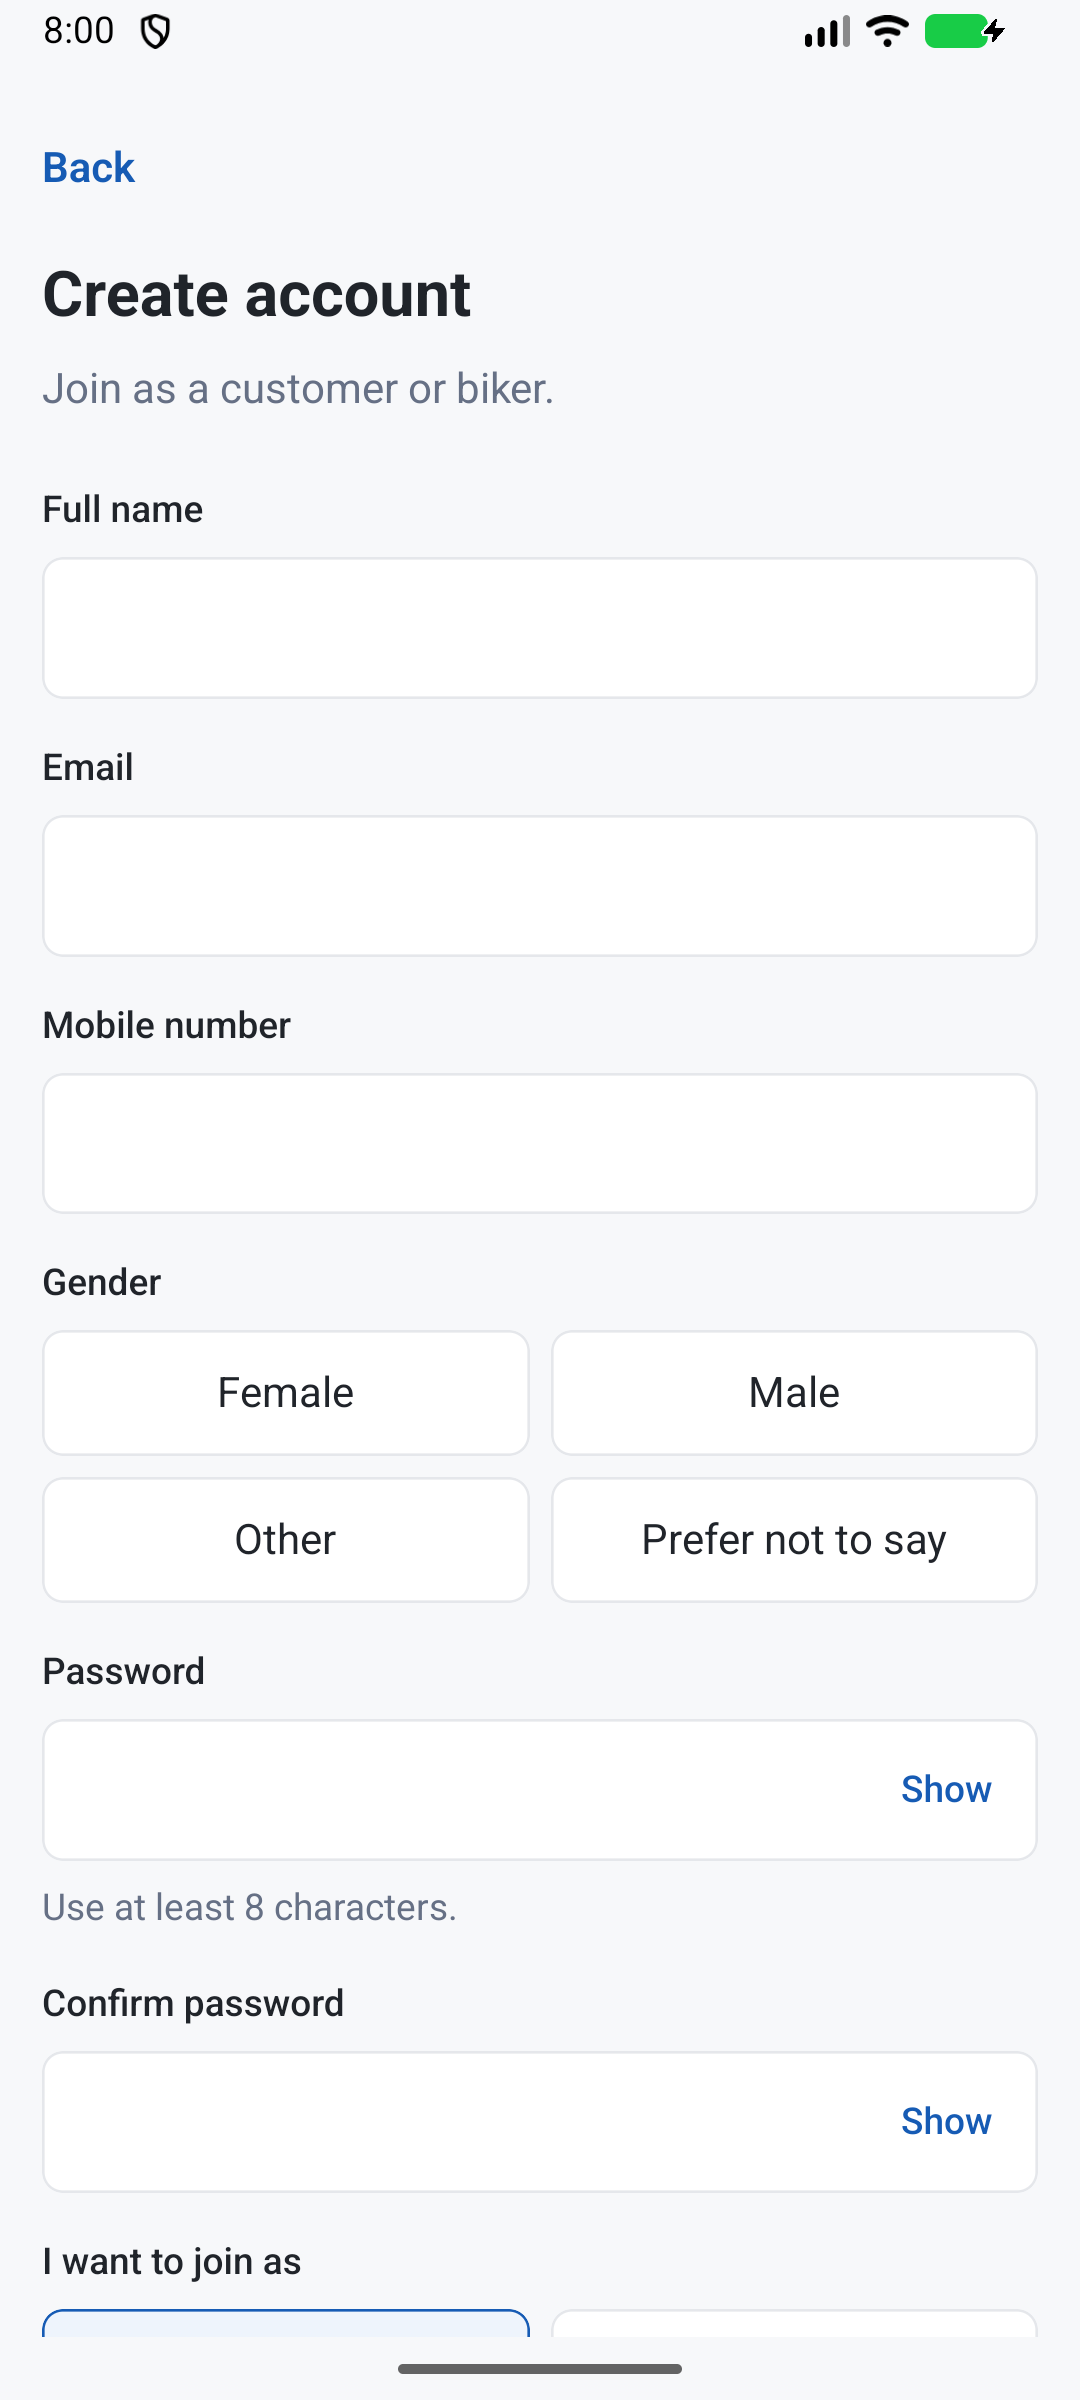 8:00
Back
Create account
Join as a customer or biker.
Full name
Email
Mobile number
Gender
Female
Male
Other
Prefer not to say
Password
Show
Use at least 8 characters.
Confirm password
Show
I want to join as